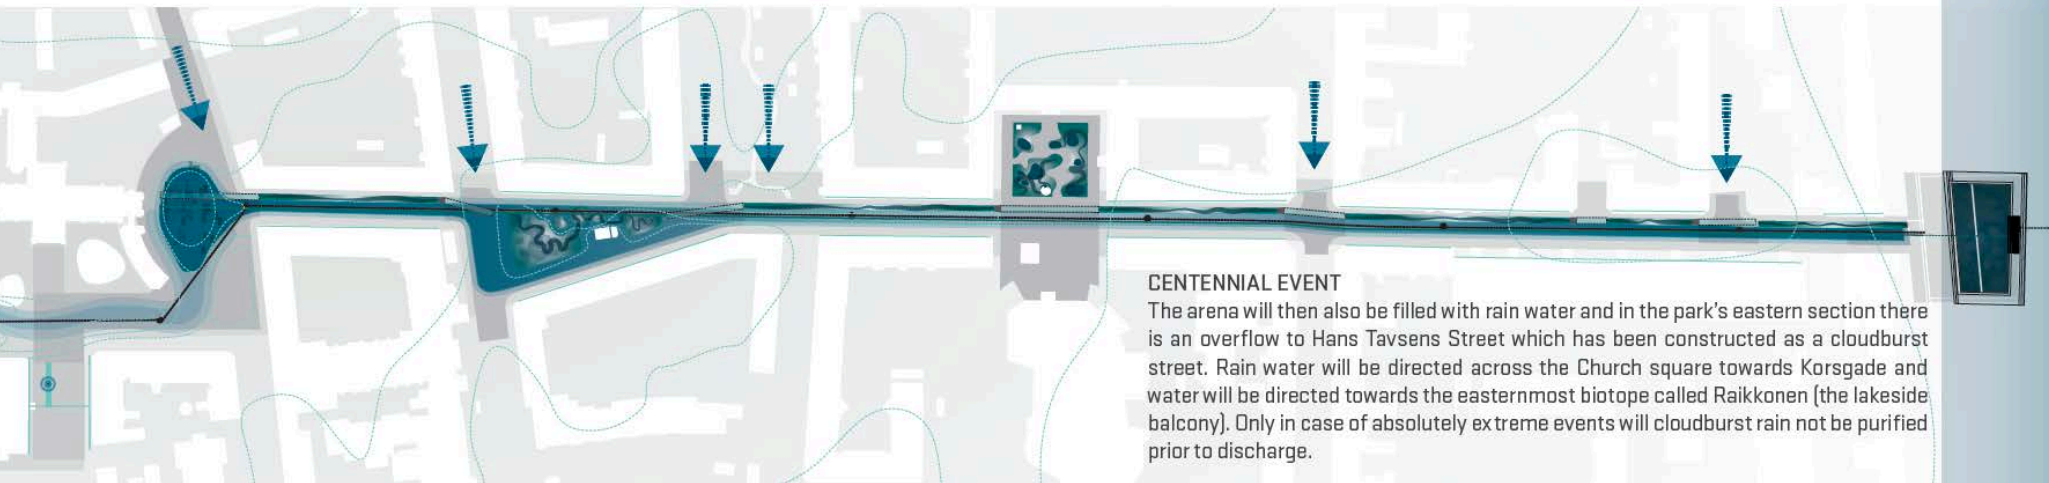 CENTENNIAL EVENT
The arena will then also be filled with rain water and in the park's eastern section there
is an overflow to Hans Tavsens Street which has been constructed as a cloudburst
street. Rain water will be directed across the Church square towards Korsgade and
water will be directed towards the easternmost biotope called Raikkonen (the lakeside
balcony). Only in case of absolutely extreme events will cloudburst rain not be purified
prior to discharge.